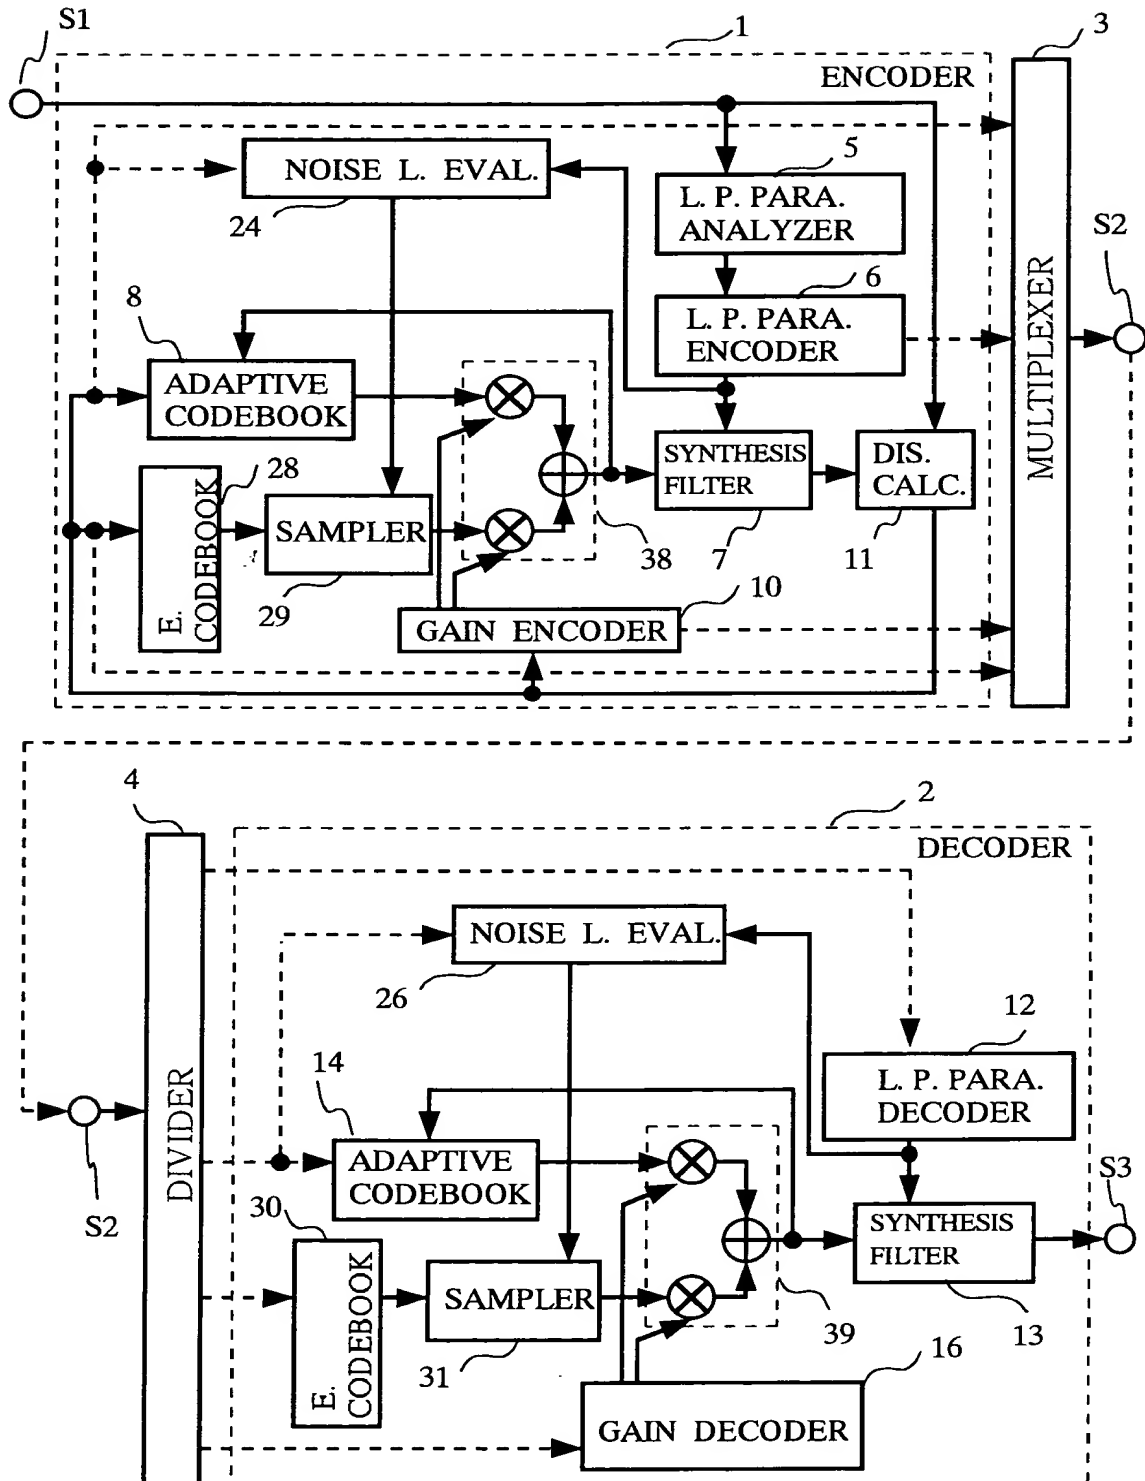 S1
1
3
ENCODER
NOISE L. EVAL.
24
5
L. P. PARA.
ANALYZER
S2
MULTIPLEXER
8
6
L. P. PARA.
ENCODER
ADAPTIVE
CODEBOOK
SYNTHESIS
FILTER
DIS.
CALC.
E.
CODEBOOK
28
SAMPLER
29
38
7
11
10
GAIN ENCODER
4
2
DECODER
NOISE L. EVAL.
26
12
L. P. PARA.
DECODER
14
ADAPTIVE
CODEBOOK
S2
DIVIDER
S3
30
SYNTHESIS
FILTER
E.
CODEBOOK
SAMPLER
31
39
13
16
GAIN DECODER